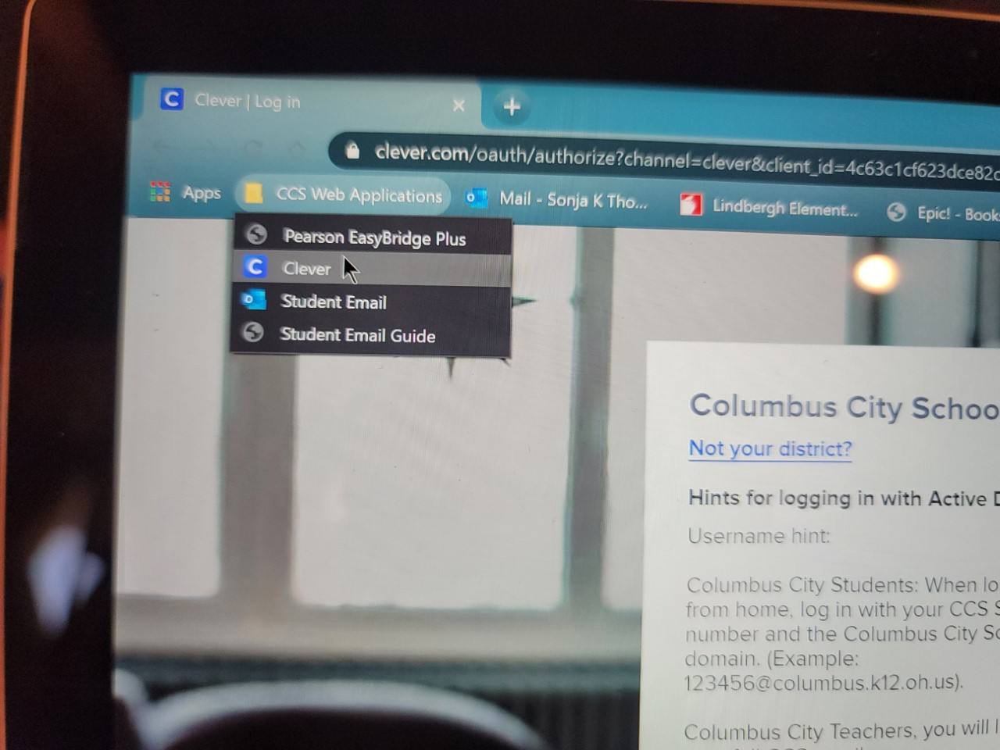 Clever | Log in
clever.com/oauth/authorize?channel=clever&client_id=4c63c1cf623dce82c
Apps
CCS Web Applications
Mail - Sonja K Tho...
Lindbergh Element...
Epic! - Books
Pearson EasyBridge Plus
Clever
Student Email
Student Email Guide
Columbus City Schoo
Not your district?
Hints for logging in with Active D
Username hint:
Columbus City Students: When lo
from home, log in with your CCS S
number and the Columbus City Sc
domain. (Example:
123456@columbus.k12.oh.us).
Columbus City Teachers, you will l